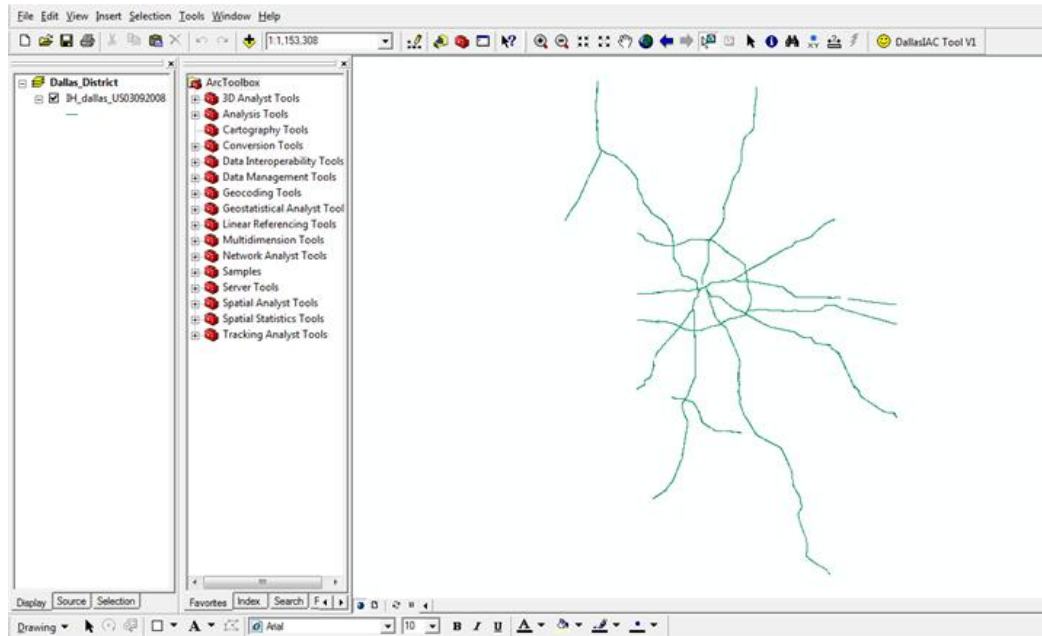 File Edit View Insert Selection Tools Window Help
1:1,153,308
DallasIAC Tool V1
Dallas_District
IH_dallas_US03092008
ArcToolbox
3D Analyst Tools
Analysis Tools
Cartography Tools
Conversion Tools
Data Interoperability Tools
Data Management Tools
Geocoding Tools
Geostatistical Analyst Tool
Linear Referencing Tools
Multidimension Tools
Network Analyst Tools
Samples
Server Tools
Spatial Analyst Tools
Spatial Statistics Tools
Tracking Analyst Tools
Display Source Selection
Favorites Index Search F
Drawing A Arial 10 B I U A